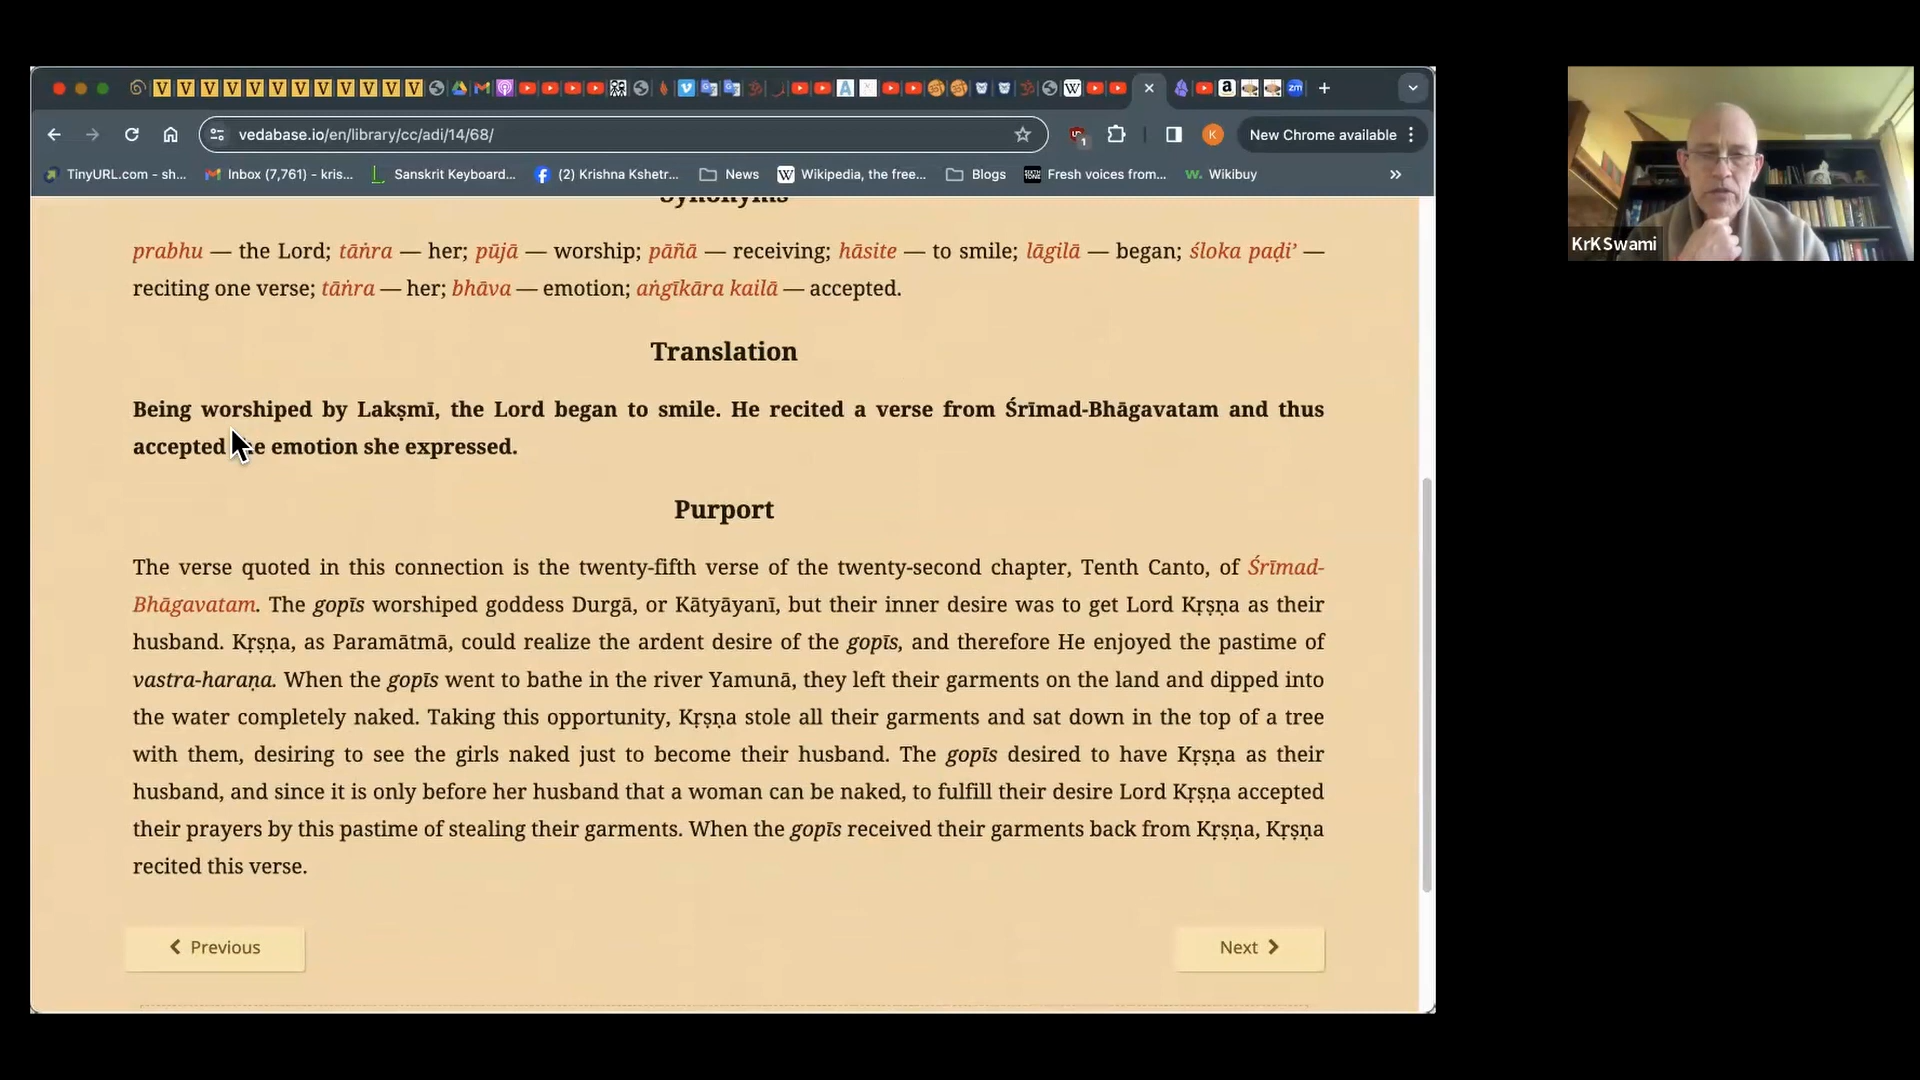 vedabase.io/en/library/cc/adi/14/68/
New Chrome available
TinyURL.com - sh...
Inbox (7,761) - kris...
Sanskrit Keyboard...
(2) Krishna Kshetr...
News
Wikipedia, the free...
Blogs
Fresh voices from...
Wikibuy
Synonyms
prabhu — the Lord; tāṅra — her; pūjā — worship; pāñā — receiving; hāsite — to smile; lāgilā — began; śloka paḍi’ —
reciting one verse; tāṅra — her; bhāva — emotion; aṅgīkāra kailā — accepted.
Translation
Being worshiped by Lakṣmī, the Lord began to smile. He recited a verse from Śrīmad-Bhāgavatam and thus
accepted emotion she expressed.
Purport
The verse quoted in this connection is the twenty-fifth verse of the twenty-second chapter, Tenth Canto, of Śrīmad-
Bhāgavatam. The gopīs worshiped goddess Durgā, or Kātyāyanī, but their inner desire was to get Lord Kṛṣṇa as their
husband. Kṛṣṇa, as Paramātmā, could realize the ardent desire of the gopīs, and therefore He enjoyed the pastime of
vastra-haraṇa. When the gopīs went to bathe in the river Yamunā, they left their garments on the land and dipped into
the water completely naked. Taking this opportunity, Kṛṣṇa stole all their garments and sat down in the top of a tree
with them, desiring to see the girls naked just to become their husband. The gopīs desired to have Kṛṣṇa as their
husband, and since it is only before her husband that a woman can be naked, to fulfill their desire Lord Kṛṣṇa accepted
their prayers by this pastime of stealing their garments. When the gopīs received their garments back from Kṛṣṇa, Kṛṣṇa
recited this verse.
Previous
Next
KrKSwami